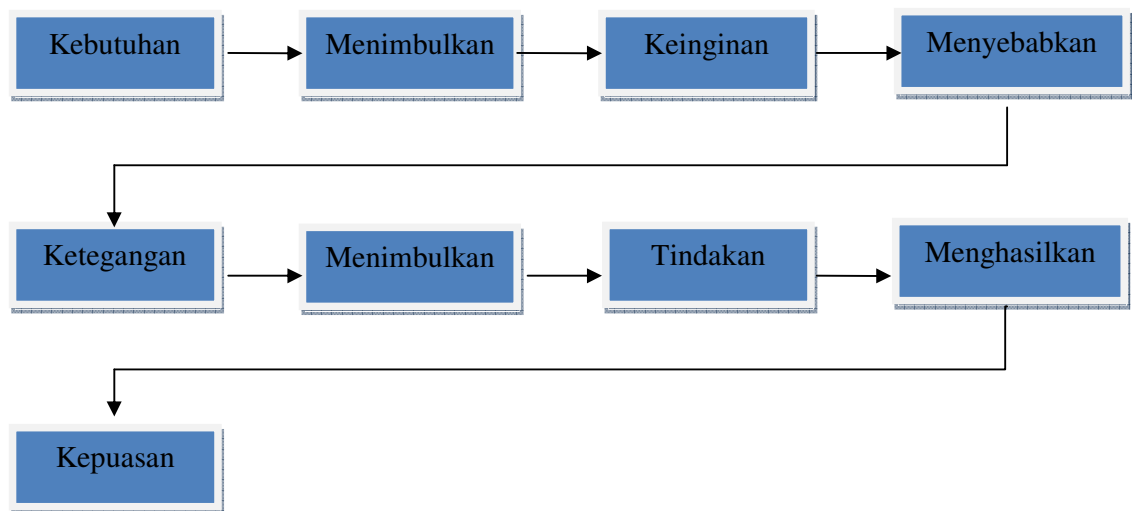 Kebutuhan
Menimbulkan
Keinginan
Menyebabkan
Ketegangan
Menimbulkan
Tindakan
Menghasilkan
Kepuasan